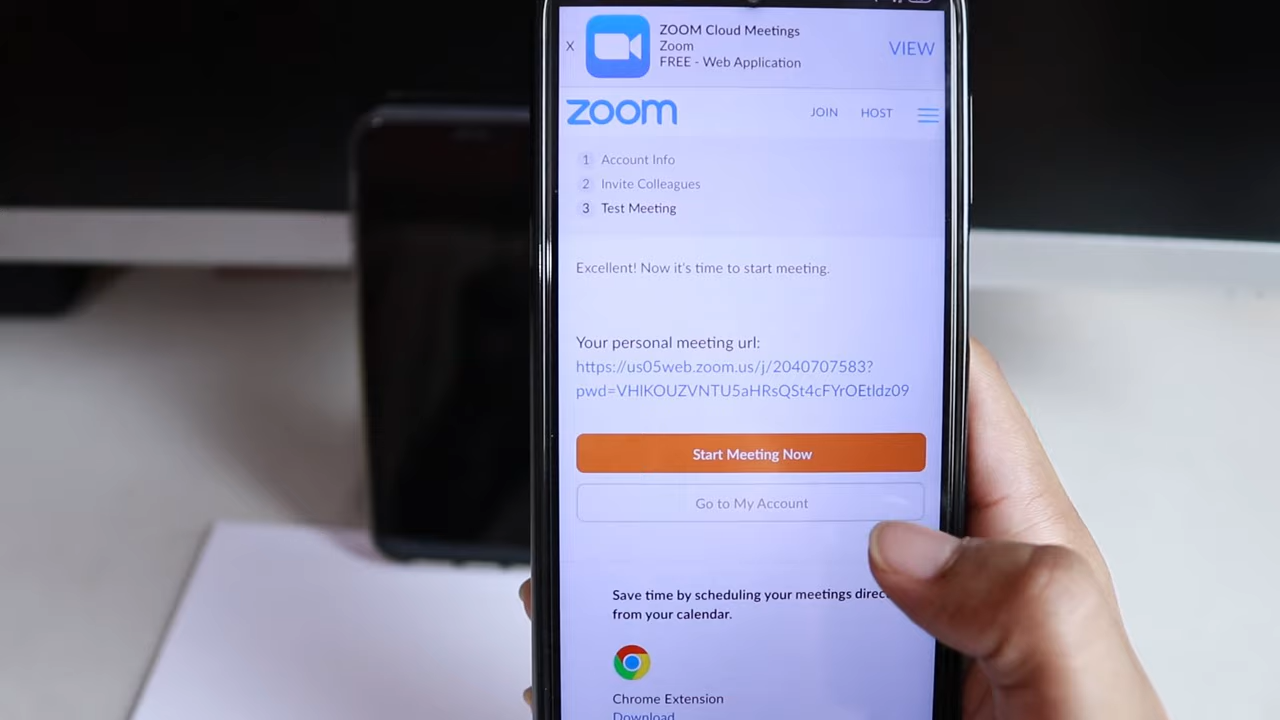 ZOOM Cloud Meetings
X
Zoom
VIEW
FREE - Web Application
zoom
JOIN HOST
1 Account Info
2 Invite Colleagues
3 Test Meeting
Excellent! Now it's time to start meeting.
Your personal meeting url:
https://us05web.zoom.us/j/2040707583?
pwd=VHlKOUZVNTU5aHRsQSt4cFYrOEtldz09
Start Meeting Now
Go to My Account
Save time by scheduling your meetings
from your calendar.
Chrome Extension
Download